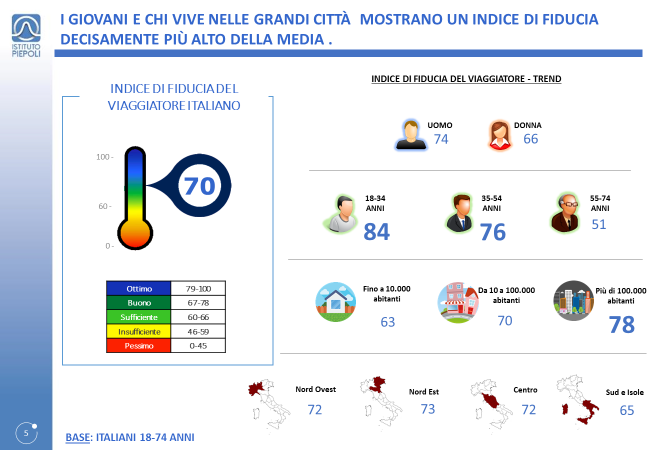 I GIOVANI E CHI VIVE NELLE GRANDI CITTÀ MOSTRANO UN INDICE DI FIDUCIA
DECISAMENTE PIÙ ALTO DELLA MEDIA .
ISTITUTO
PIEPOLI
INDICE DI FIDUCIA DEL
VIAGGIATORE ITALIANO
100 -
60 -
0 -
70
Ottimo 79-100
Buono 67-78
Sufficiente 60-66
Insufficiente 46-59
Pessimo 0-45
INDICE DI FIDUCIA DEL VIAGGIATORE - TREND
UOMO
74
DONNA
66
18-34
ANNI
84
35-54
ANNI
76
55-74
ANNI
51
Fino a 10.000
abitanti
63
Da 10 a 100.000
abitanti
70
Più di 100.000
abitanti
78
Nord Ovest
72
Nord Est
73
Centro
72
Sud e Isole
65
5
BASE: ITALIANI 18-74 ANNI